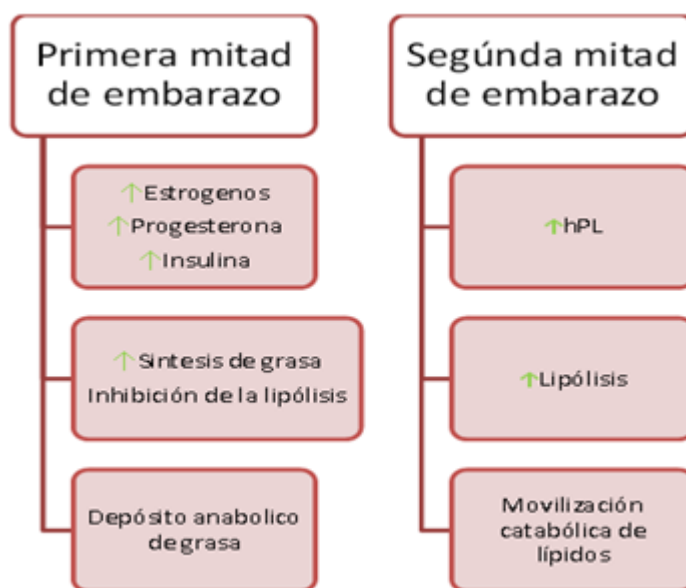 Primera mitad
de embarazo
↑Estrogenos
↑Progesterona
↑Insulina
↑Sintesis de grasa
Inhibición de la lipólisis
Depósito anabolico
de grasa
Segúnda mitad
de embarazo
↑hPL
↑Lipólisis
Movilización
catabólica de
lípidos